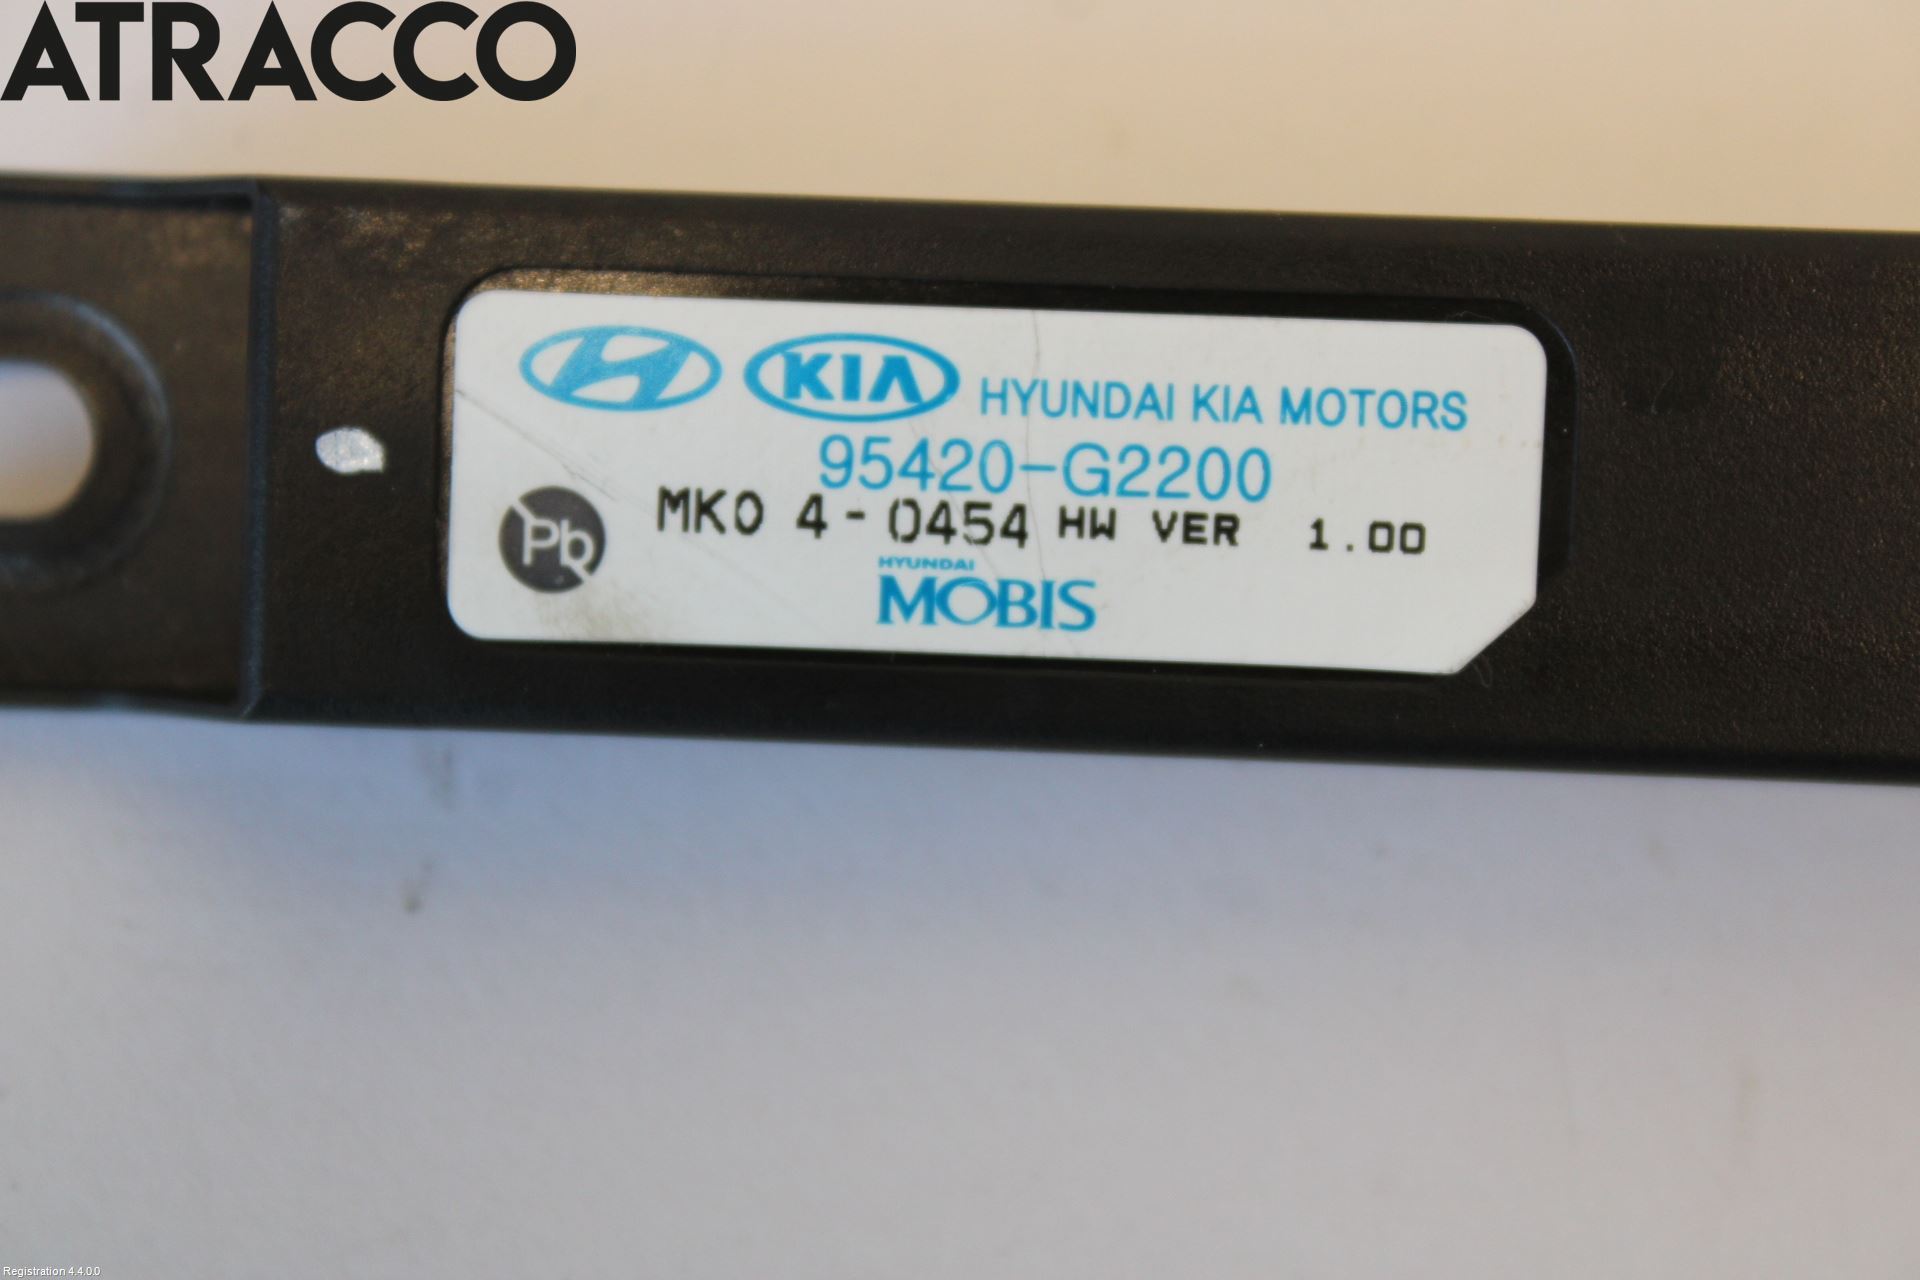 ATRACCO
KIA HYUNDAI KIA MOTORS
95420-G2200
Pb MK0 4-0454 HW VER 1.00
HYUNDAI
MOBIS
Registration 4.4.0.0